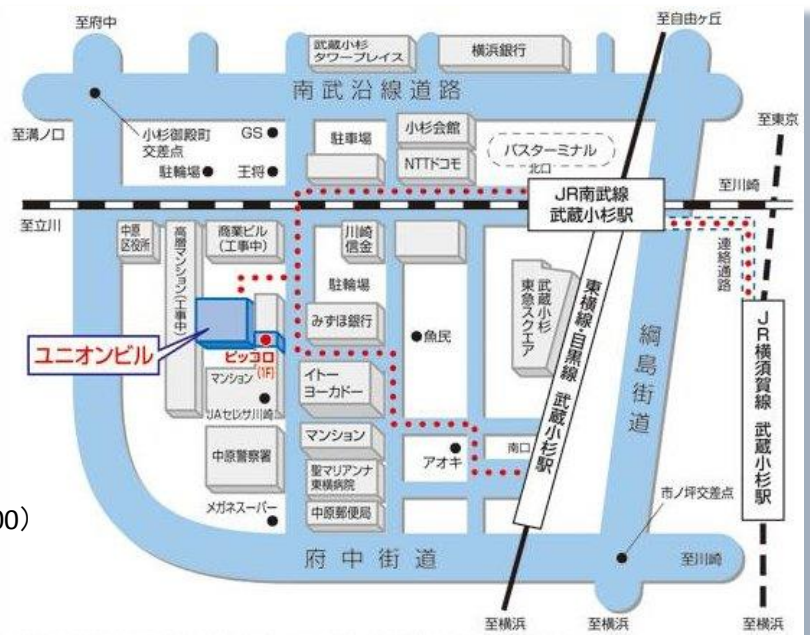 至府中
至自由ヶ丘
武蔵小杉
タワープレイス
横浜銀行
南武沿線道路
至溝ノ口
小杉御殿町
交差点
GS
駐輪場
王将
駐車場
小杉会館
NTTドコモ
バスターミナル
北口
至東京
JR南武線
武蔵小杉駅
至川崎
至立川
中原
区役所
高層マンション(工事中)
商業ビル
(工事中)
川崎
信金
駐輪場
みずほ銀行
魚民
武蔵小杉
東急スクエア
東横線・目黒線 武蔵小杉駅
綱島街道
連絡通路
JR横須賀線 武蔵小杉駅
ユニオンビル
ピッコロ
(1F)
マンション
JAセレサ川崎
イトー
ヨーカドー
中原警察署
マンション
アオキ
南口
聖マリアンナ
東横病院
メガネスーパー
中原郵便局
市ノ坪交差点
00)
府中街道
至川崎
至横浜
至横浜
至横浜